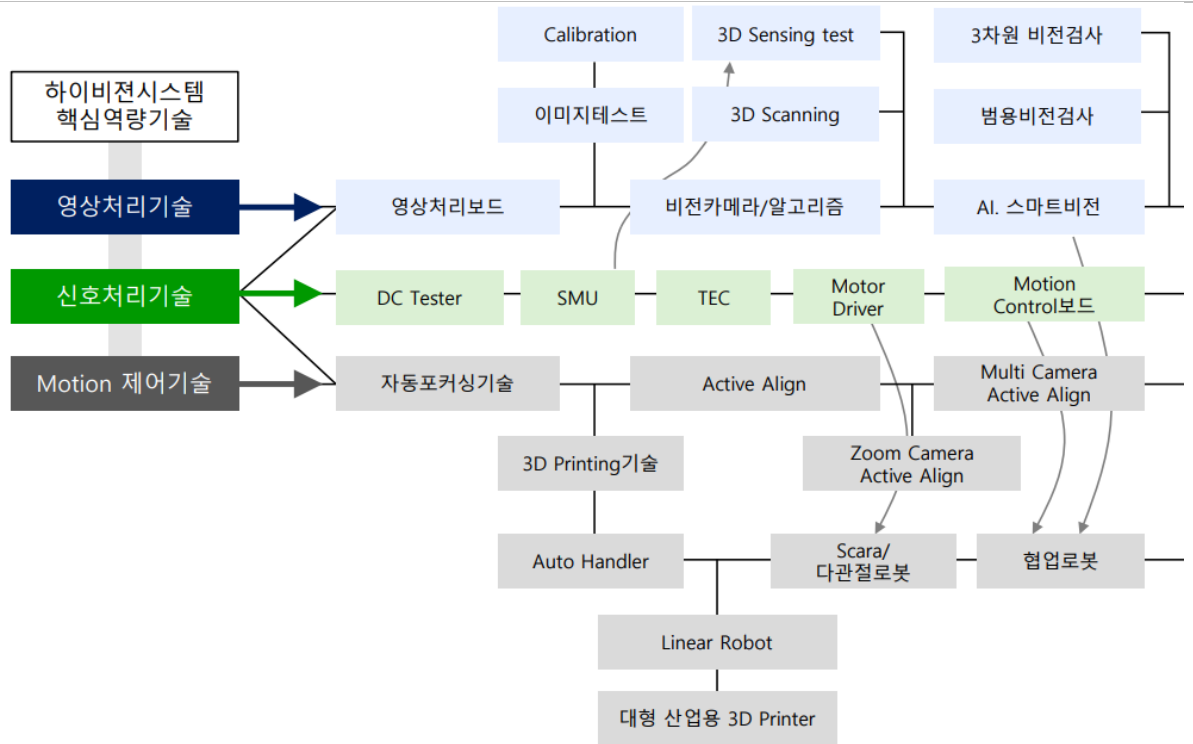 Calibration
3D Sensing test
3차원 비전검사
하이비젼시스템
핵심역량기술
이미지테스트
3D Scanning
범용비전검사
영상처리기술
영상처리보드
비전카메라/알고리즘
AI. 스마트비전
신호처리기술
DC Tester
SMU
TEC
Motor
Driver
Motion
Control보드
Motion 제어기술
자동포커싱기술
Active Align
Multi Camera
Active Align
3D Printing기술
Zoom Camera
Active Align
Auto Handler
Scara/
다관절로봇
협업로봇
Linear Robot
대형 산업용 3D Printer